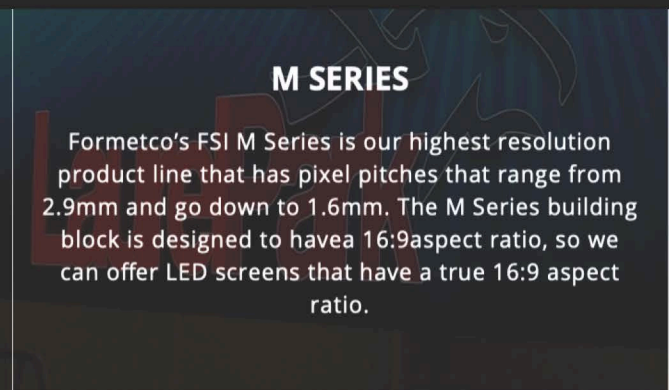 M SERIES
Formetco's FSI M Series is our highest resolution
product line that has pixel pitches that range from
2.9mm and go down to 1.6mm. The M Series building
block is designed to havea 16:9aspect ratio, so we
can offer LED screens that have a true 16:9 aspect
ratio.